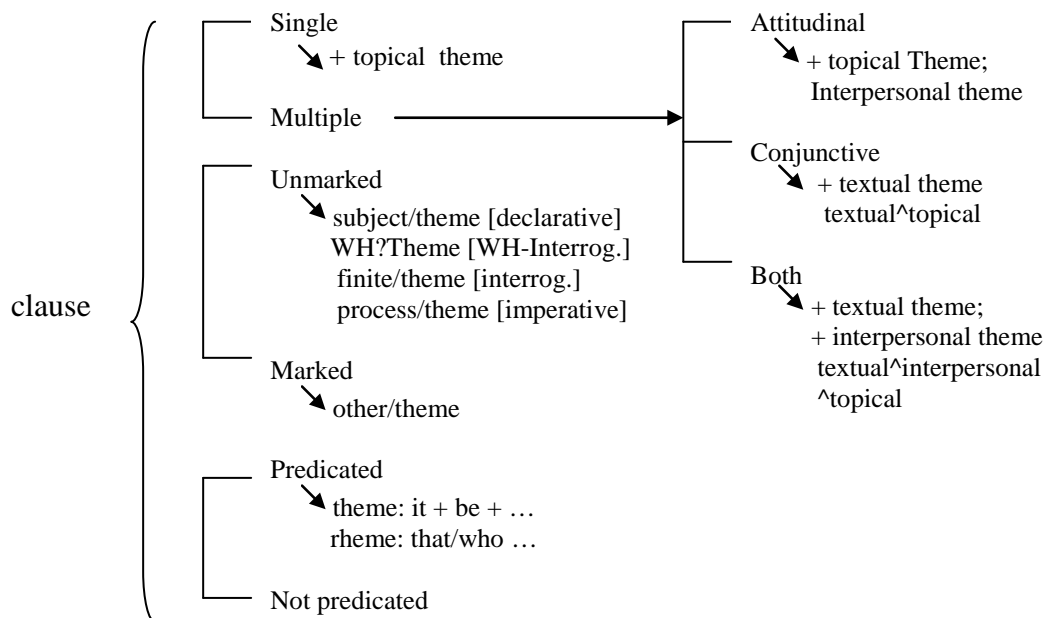 clause
Single
+ topical theme
Multiple
Unmarked
subject/theme [declarative]
WH?Theme [WH-Interrog.]
finite/theme [interrog.]
process/theme [imperative]
Marked
other/theme
Predicated
theme: it + be + …
rheme: that/who …
Not predicated
Attitudinal
+ topical Theme;
Interpersonal theme
Conjunctive
+ textual theme
textual^topical
Both
+ textual theme;
+ interpersonal theme
textual^interpersonal
^topical